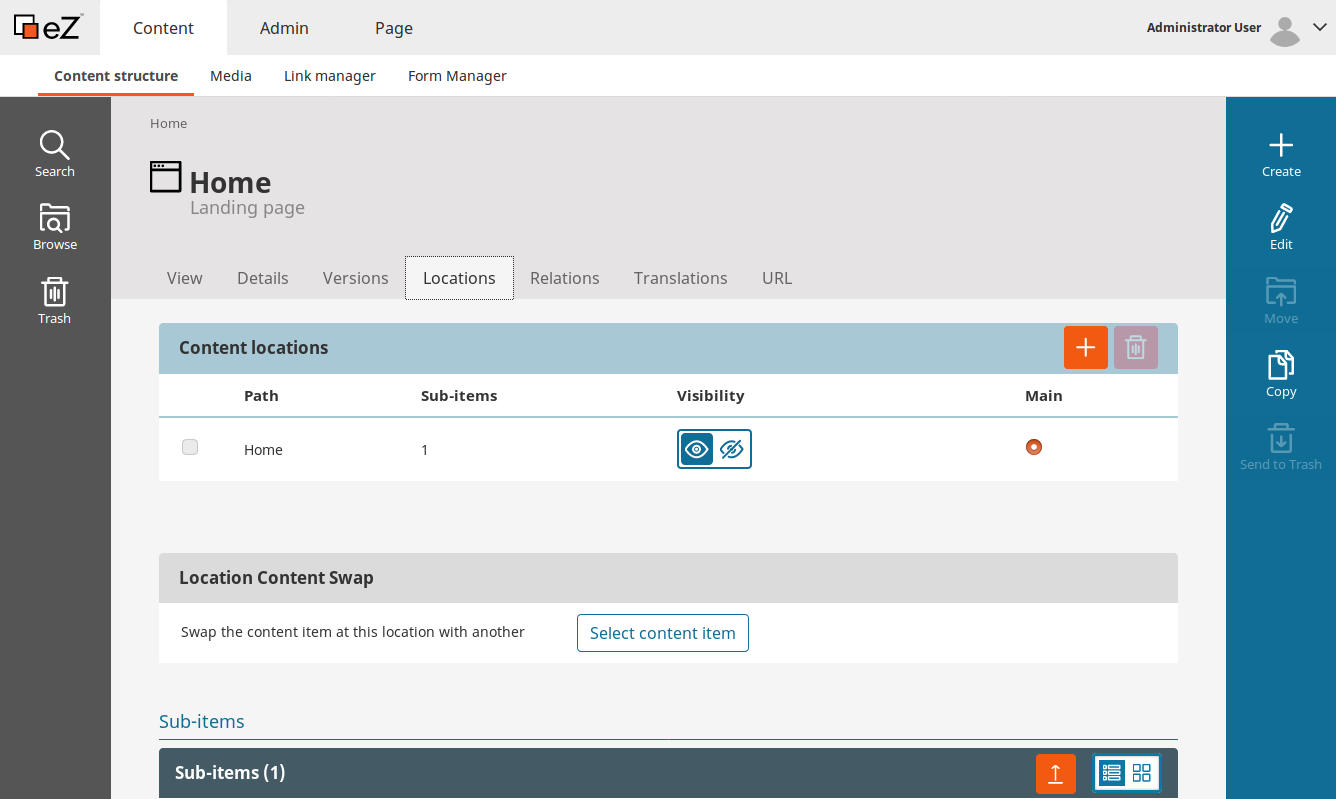 eZ
Content Admin Page Administrator User
Content structure Media Link manager Form Manager
Search
Browse
Trash
Home
Home
Landing page
View Details Versions Locations Relations Translations URL
Content locations
Path Sub-items Visibility Main
Home 1
Location Content Swap
Swap the content item at this location with another Select content item
Sub-items
Sub-items (1)
Create
Edit
Move
Copy
Send to Trash